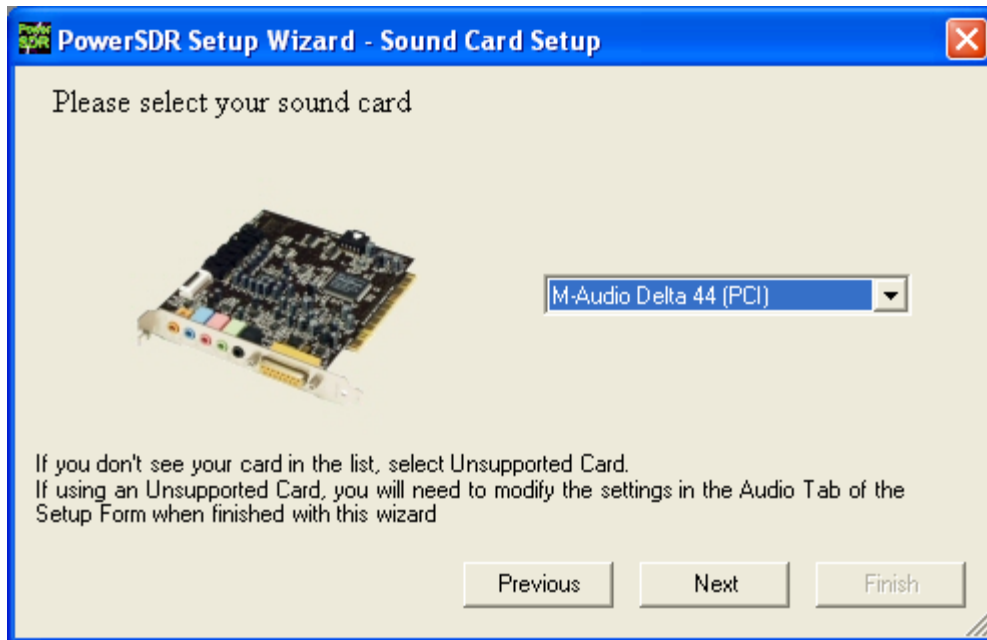 PowerSDR Setup Wizard - Sound Card Setup
Please select your sound card
M-Audio Delta 44 (PCI)
If you don't see your card in the list, select Unsupported Card.
If using an Unsupported Card, you will need to modify the settings in the Audio Tab of the
Setup Form when finished with this wizard
Previous Next Finish